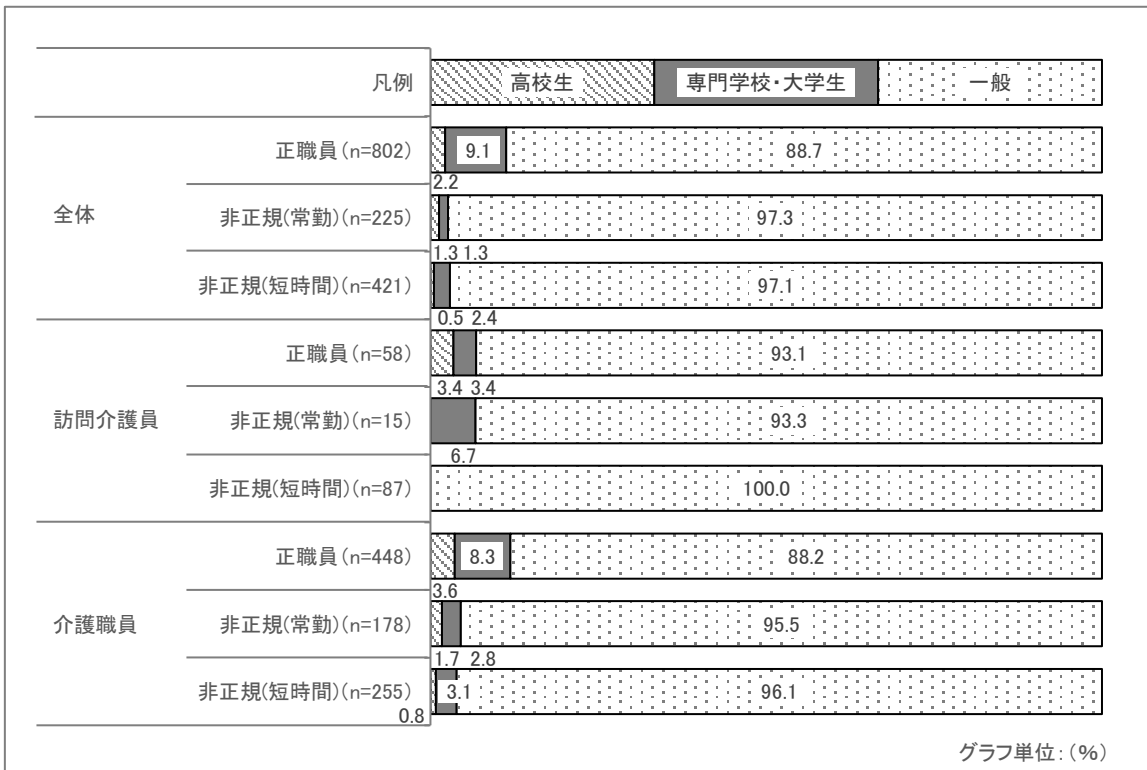 凡例 高校生 専門学校・大学生 一般
全体
正職員(n=802) 9.1 88.7
2.2
非正規(常勤)(n=225) 97.3
1.3 1.3
非正規(短時間)(n=421) 97.1
0.5 2.4
訪問介護員
正職員(n=58) 93.1
3.4 3.4
非正規(常勤)(n=15) 93.3
6.7
非正規(短時間)(n=87) 100.0
介護職員
正職員(n=448) 8.3 88.2
3.6
非正規(常勤)(n=178) 95.5
1.7 2.8
非正規(短時間)(n=255) 3.1 96.1
0.8
グラフ単位:(%)